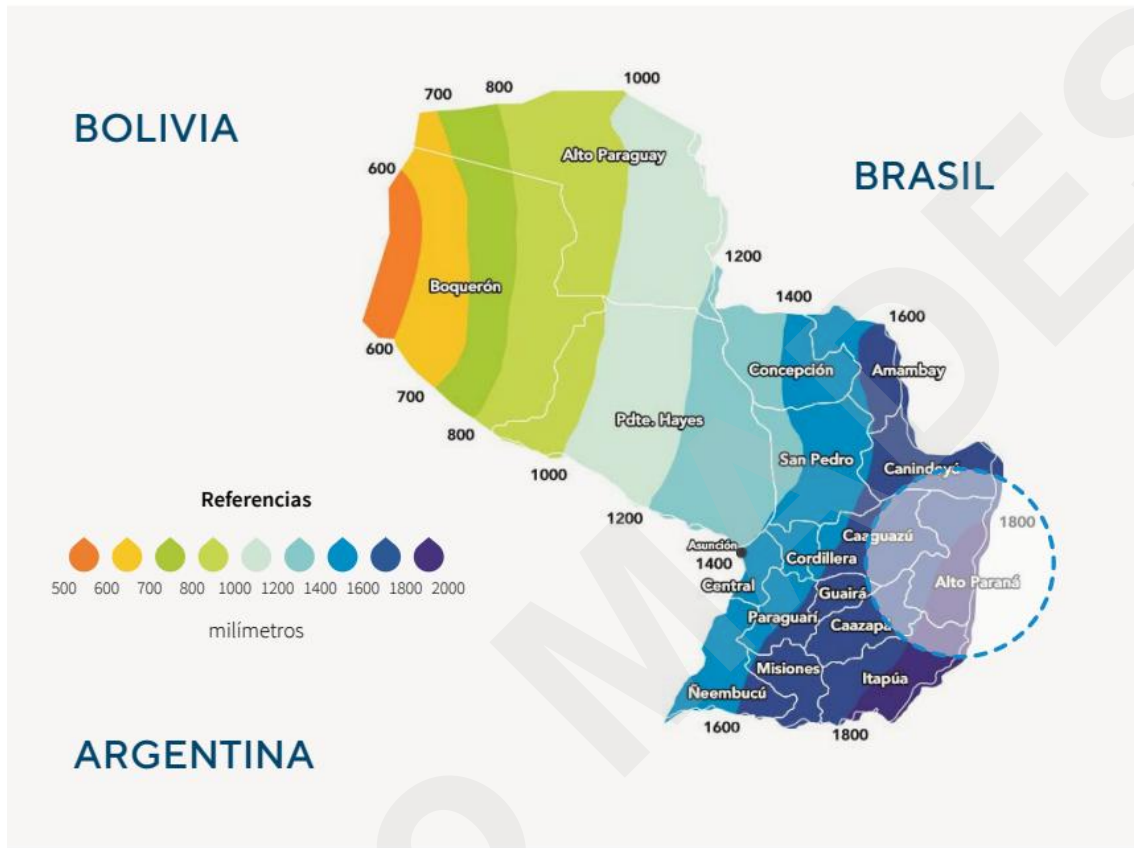 BOLIVIA
BRASIL
ARGENTINA
700
800
1000
600
Alto Paraguay
1200
Boquerón
1400
1600
600
Concepción
Amambay
700
Pdte. Hayes
800
San Pedro
Canindeyú
1000
1200
1800
Asunción
1400
Caaguazú
Cordillera
Central
Guairá
Alto Paraná
Paraguarí
Caazapá
Misiones
Itapúa
Ñeembucú
1600
1800
Referencias
500 600 700 800 1000 1200 1400 1600 1800 2000
milímetros